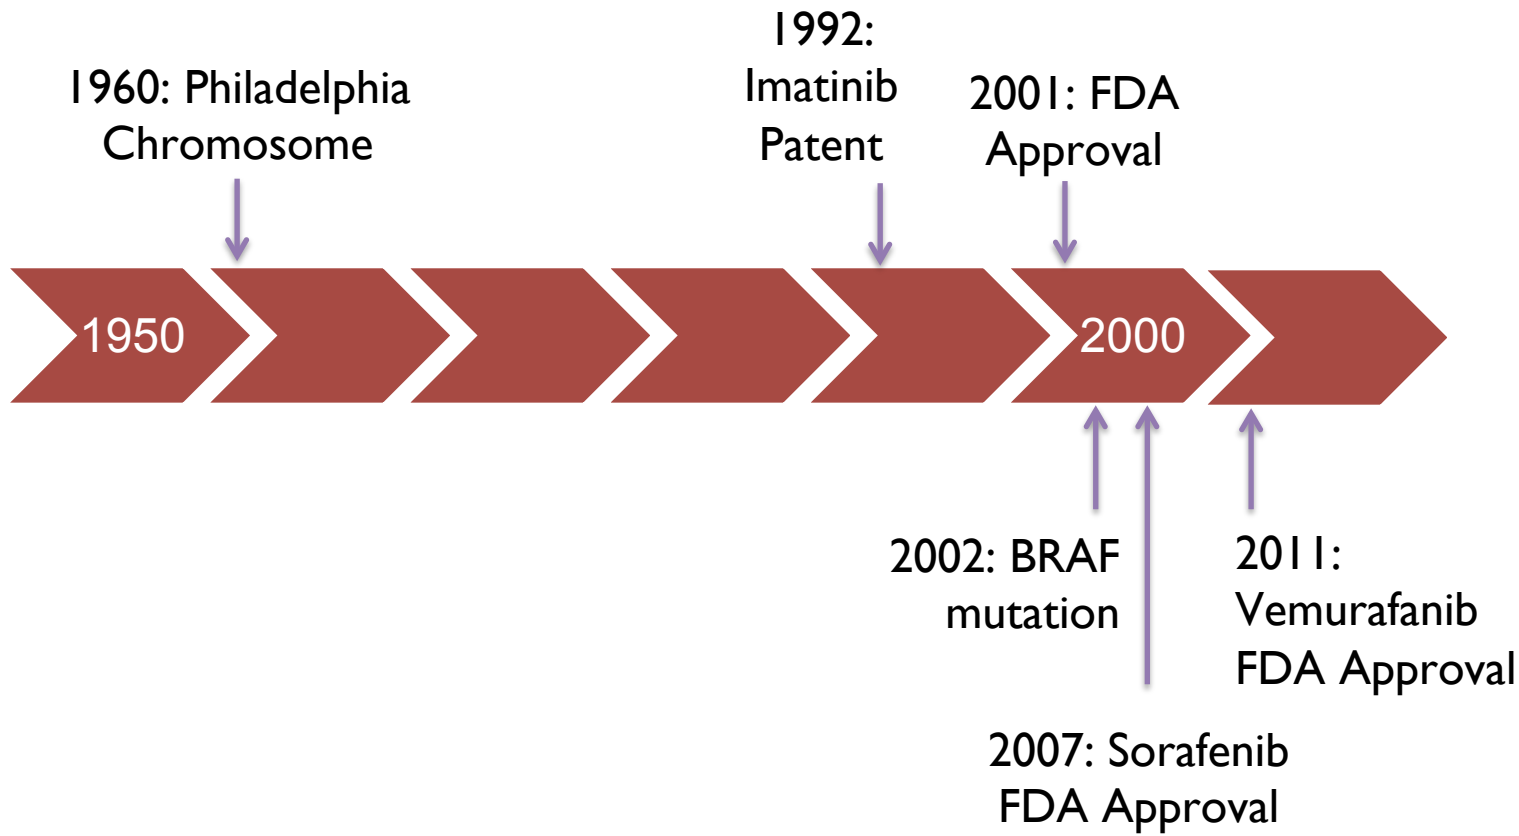 1960: Philadelphia
Chromosome
1992:
Imatinib
Patent
2001: FDA
Approval
1950
2000
2002: BRAF
mutation
2007: Sorafenib
FDA Approval
2011:
Vemurafanib
FDA Approval